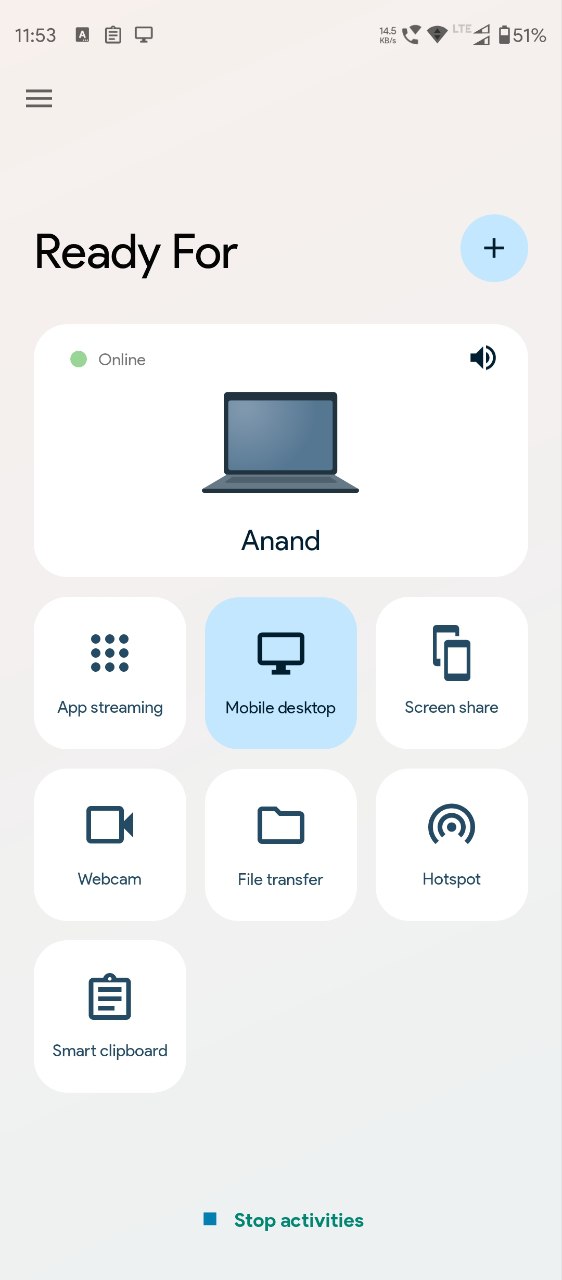 11:53 A 14.5 KB/s LTE 51%
Ready For
Online
Anand
App streaming Mobile desktop Screen share
Webcam File transfer Hotspot
Smart clipboard
Stop activities